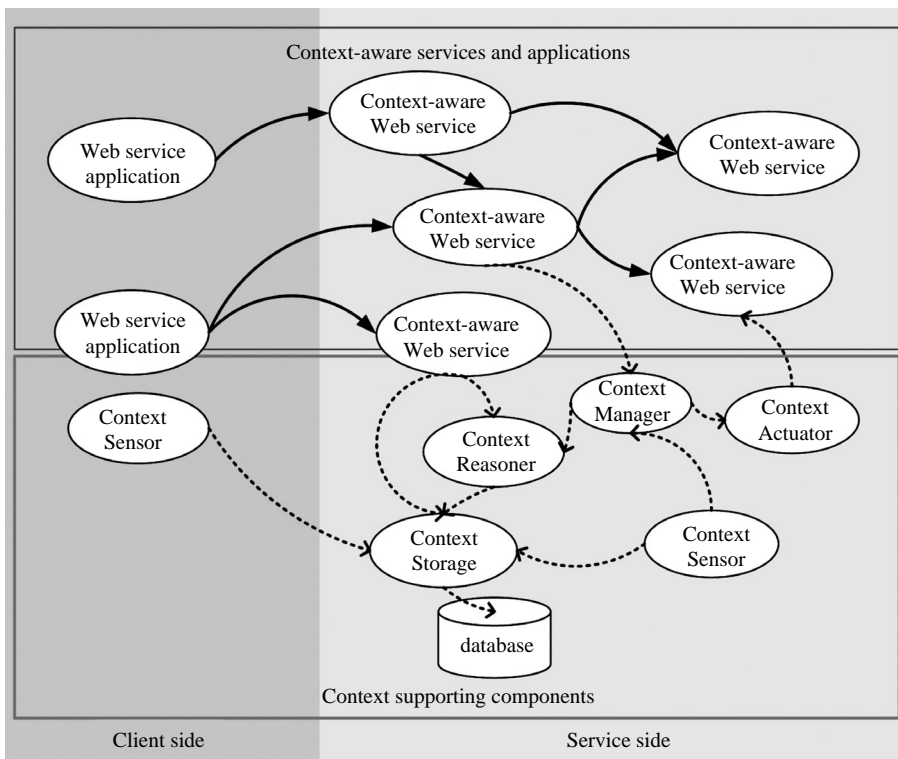 Context-aware services and applications
Context-aware
Web service
Web service
application
Context-aware
Web service
Context-aware
Web service
Context-aware
Web service
Web service
application
Context-aware
Web service
Context
Sensor
Context
Manager
Context
Actuator
Context
Reasoner
Context
Storage
Context
Sensor
database
Context supporting components
Client side
Service side